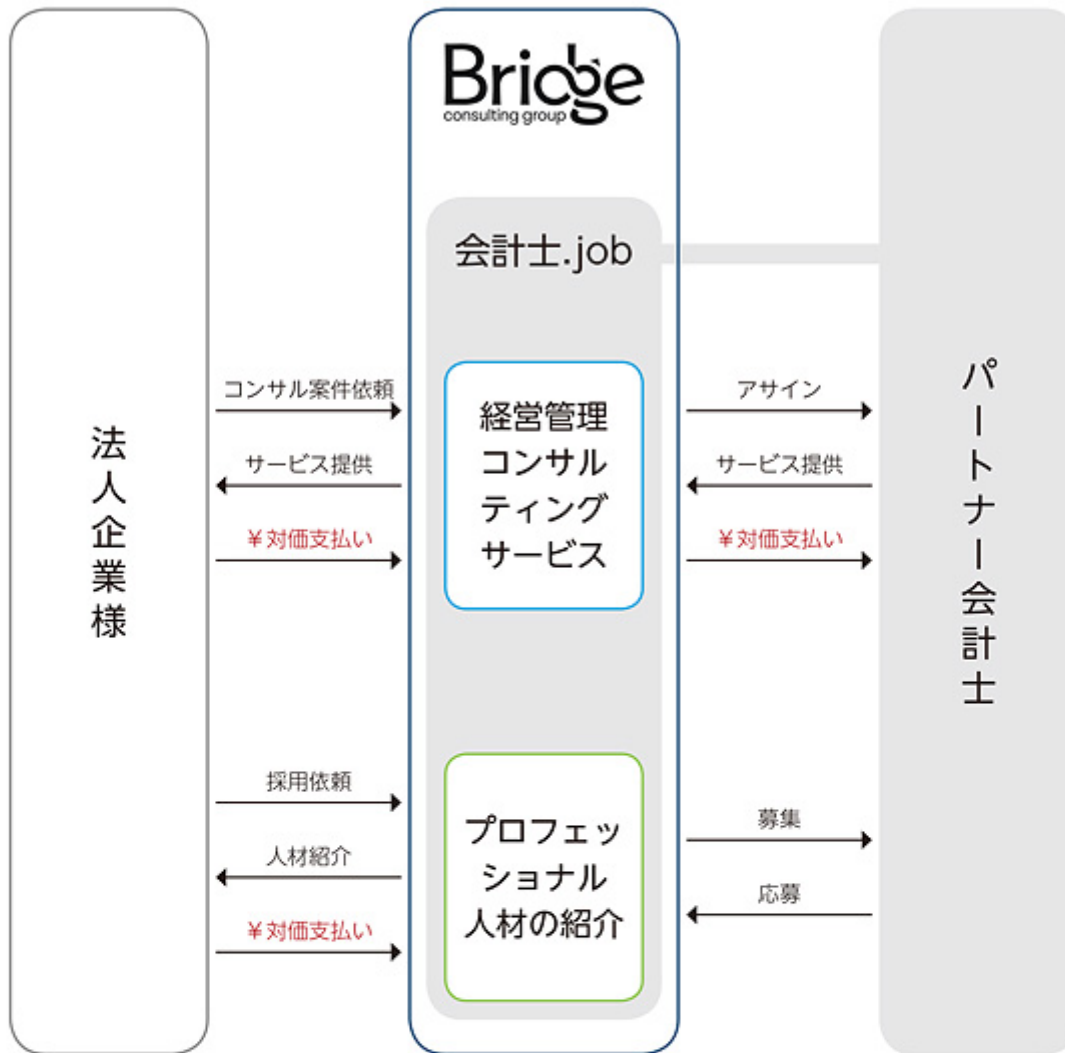 Bridge
consulting group
会計士.job
法人企業様
コンサル案件依頼
サービス提供
¥対価支払い
経営管理
コンサル
ティング
サービス
アサイン
サービス提供
¥対価支払い
パートナー会計士
採用依頼
人材紹介
¥対価支払い
プロフェッ
ショナル
人材の紹介
募集
応募